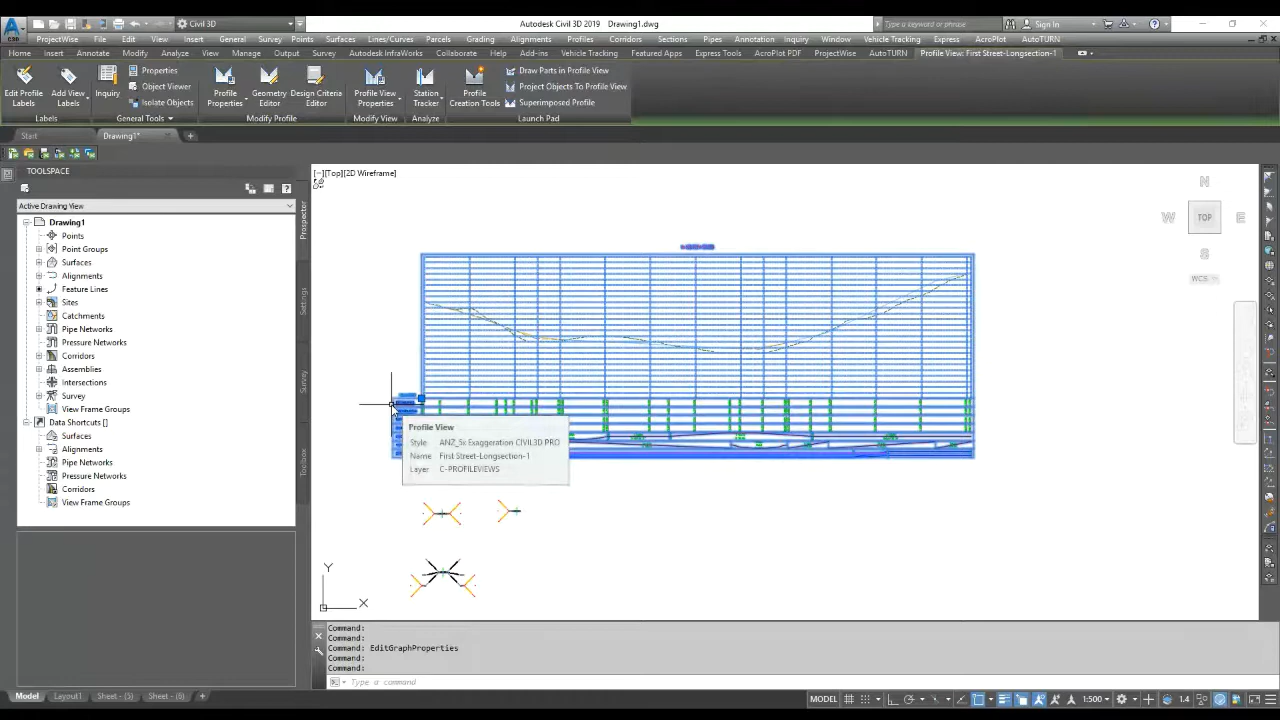 Civil 3D
Autodesk Civil 3D 2019 Drawing1.dwg
Type a keyword or phrase
Sign In
ProjectWise File Edit View Insert General Survey Points Surfaces Lines/Curves Parcels Grading Alignments Profiles Corridors Sections Pipes Annotation Inquiry Window Vehicle Tracking Express AcroPlot AutoTURN
Home Insert Annotate Modify Analyze View Manage Output Survey Autodesk InfraWorks Collaborate Help Add-ins Vehicle Tracking Featured Apps Express Tools AcroPlot PDF ProjectWise AutoTURN Profile View: First Street-Longsection-1
Edit Profile Labels
Add View Labels
Inquiry
Properties
Object Viewer
Isolate Objects
Profile Properties
Geometry Editor
Design Criteria Editor
Profile View Properties
Station Tracker
Profile Creation Tools
Draw Parts in Profile View
Project Objects To Profile View
Superimposed Profile
Labels General Tools Modify Profile Modify View Analyze Launch Pad
Start Drawing1*
TOOLSPACE
[−][Top][2D Wireframe]
Active Drawing View
Drawing1
Points
Point Groups
Surfaces
Alignments
Feature Lines
Sites
Catchments
Pipe Networks
Pressure Networks
Corridors
Assemblies
Intersections
Survey
View Frame Groups
Data Shortcuts []
Surfaces
Alignments
Pipe Networks
Pressure Networks
Corridors
View Frame Groups
Prospector
Settings
Survey
Toolbox
N
W TOP E
S
WCS
Profile View
Style ANZ_5x Exaggeration CIVIL3D PRO
Name First Street-Longsection-1
Layer C-PROFILEVIEWS
Y
X
Command:
Command:
Command: EditGraphProperties
Command:
Command:
Type a command
Model Layout1 Sheet - (5) Sheet - (6)
MODEL 1:500 1.4